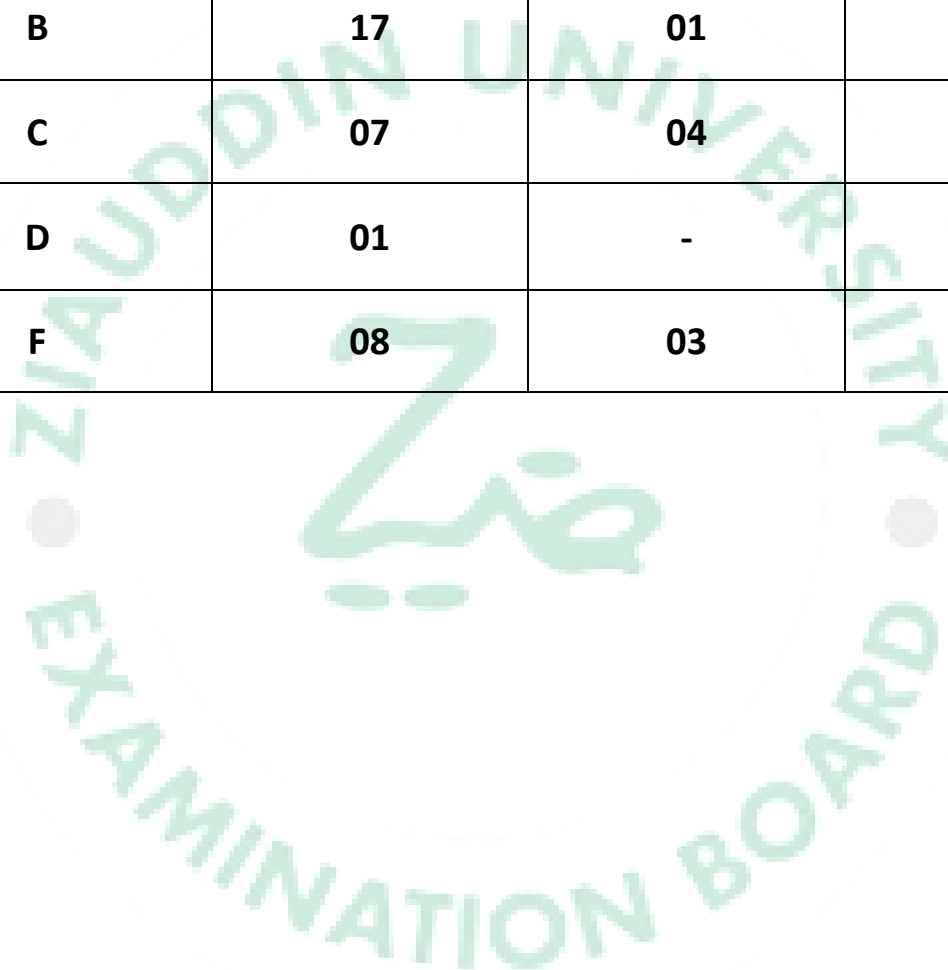 B 17 01
C 07 04
D 01 -
F 08 03
ZIAUDDIN UNIVERSITY
EXAMINATION BOARD